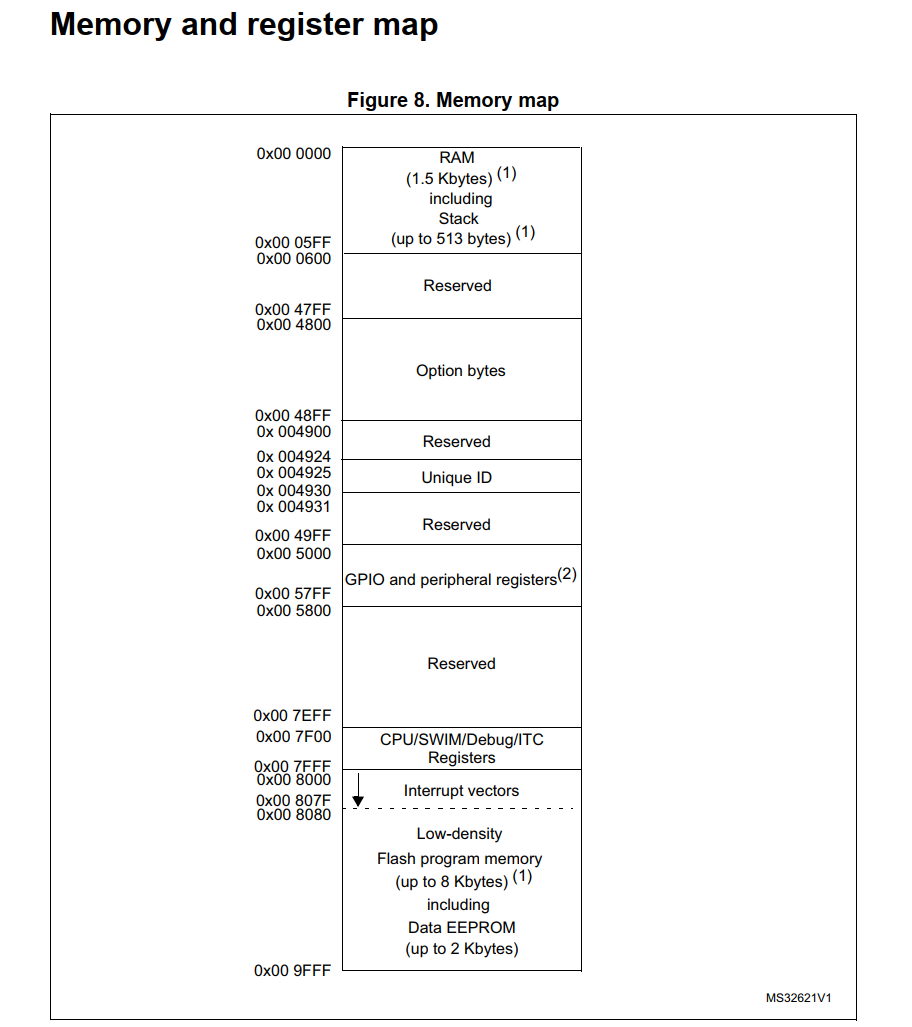 Memory and register map
Figure 8. Memory map
0x00 0000
RAM
(1.5 Kbytes) (1)
including
Stack
(up to 513 bytes) (1)
0x00 05FF
0x00 0600
Reserved
0x00 47FF
0x00 4800
Option bytes
0x00 48FF
0x 004900
Reserved
0x 004924
0x 004925
Unique ID
0x 004930
0x 004931
Reserved
0x00 49FF
0x00 5000
GPIO and peripheral registers(2)
0x00 57FF
0x00 5800
Reserved
0x00 7EFF
0x00 7F00
CPU/SWIM/Debug/ITC
Registers
0x00 7FFF
0x00 8000
Interrupt vectors
0x00 807F
0x00 8080
Low-density
Flash program memory
(up to 8 Kbytes) (1)
including
Data EEPROM
(up to 2 Kbytes)
0x00 9FFF
MS32621V1